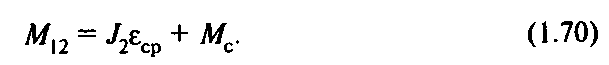 M₁₂ = J₂ε_ср + M_с. (1.70)